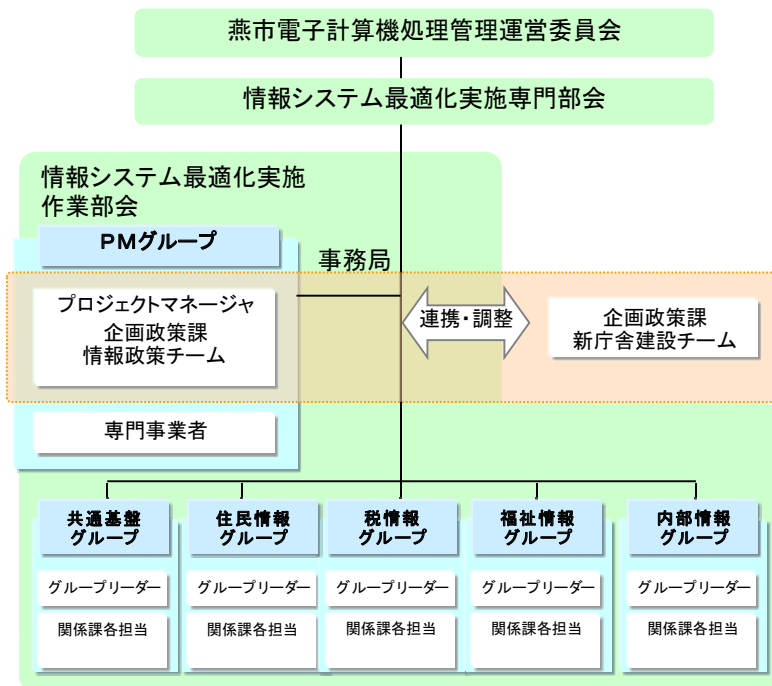 燕市電子計算機処理管理運営委員会
情報システム最適化実施専門部会
情報システム最適化実施
作業部会
PMグループ
事務局
プロジェクトマネージャ
企画政策課
情報政策チーム
連携・調整
企画政策課
新庁舎建設チーム
専門事業者
共通基盤
グループ
グループリーダー
関係課各担当
住民情報
グループ
グループリーダー
関係課各担当
税情報
グループ
グループリーダー
関係課各担当
福祉情報
グループ
グループリーダー
関係課各担当
内部情報
グループ
グループリーダー
関係課各担当